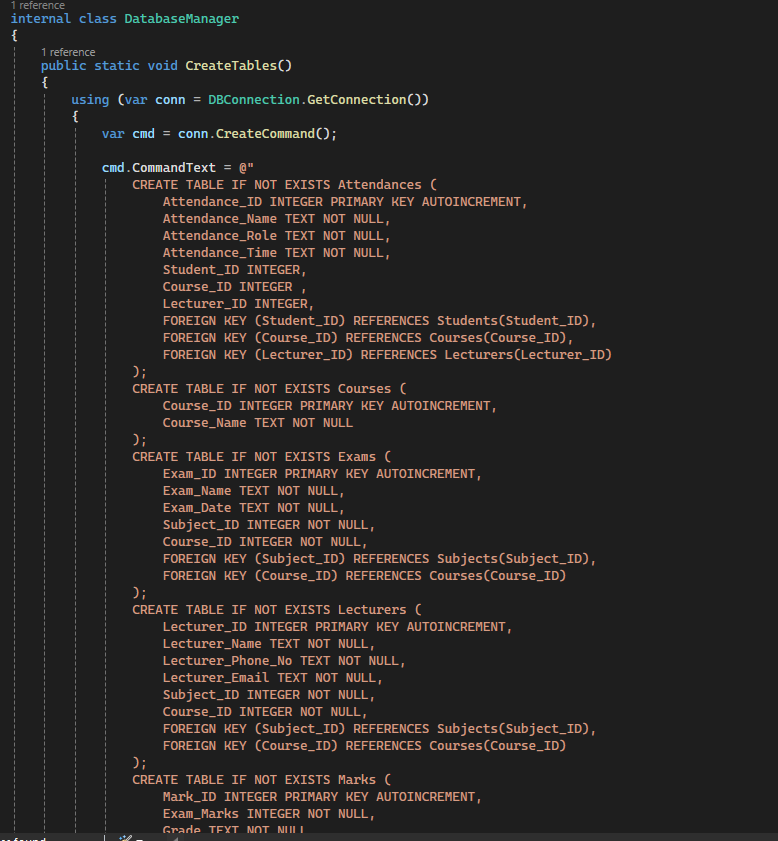 1 reference
internal class DatabaseManager
{
1 reference
public static void CreateTables()
{
using (var conn = DBConnection.GetConnection())
{
var cmd = conn.CreateCommand();
cmd.CommandText = @"
CREATE TABLE IF NOT EXISTS Attendances (
Attendance_ID INTEGER PRIMARY KEY AUTOINCREMENT,
Attendance_Name TEXT NOT NULL,
Attendance_Role TEXT NOT NULL,
Attendance_Time TEXT NOT NULL,
Student_ID INTEGER,
Course_ID INTEGER ,
Lecturer_ID INTEGER,
FOREIGN KEY (Student_ID) REFERENCES Students(Student_ID),
FOREIGN KEY (Course_ID) REFERENCES Courses(Course_ID),
FOREIGN KEY (Lecturer_ID) REFERENCES Lecturers(Lecturer_ID)
);
CREATE TABLE IF NOT EXISTS Courses (
Course_ID INTEGER PRIMARY KEY AUTOINCREMENT,
Course_Name TEXT NOT NULL
);
CREATE TABLE IF NOT EXISTS Exams (
Exam_ID INTEGER PRIMARY KEY AUTOINCREMENT,
Exam_Name TEXT NOT NULL,
Exam_Date TEXT NOT NULL,
Subject_ID INTEGER NOT NULL,
Course_ID INTEGER NOT NULL,
FOREIGN KEY (Subject_ID) REFERENCES Subjects(Subject_ID),
FOREIGN KEY (Course_ID) REFERENCES Courses(Course_ID)
);
CREATE TABLE IF NOT EXISTS Lecturers (
Lecturer_ID INTEGER PRIMARY KEY AUTOINCREMENT,
Lecturer_Name TEXT NOT NULL,
Lecturer_Phone_No TEXT NOT NULL,
Lecturer_Email TEXT NOT NULL,
Subject_ID INTEGER NOT NULL,
Course_ID INTEGER NOT NULL,
FOREIGN KEY (Subject_ID) REFERENCES Subjects(Subject_ID),
FOREIGN KEY (Course_ID) REFERENCES Courses(Course_ID)
);
CREATE TABLE IF NOT EXISTS Marks (
Mark_ID INTEGER PRIMARY KEY AUTOINCREMENT,
Exam_Marks INTEGER NOT NULL,
Grade TEXT NOT NULL